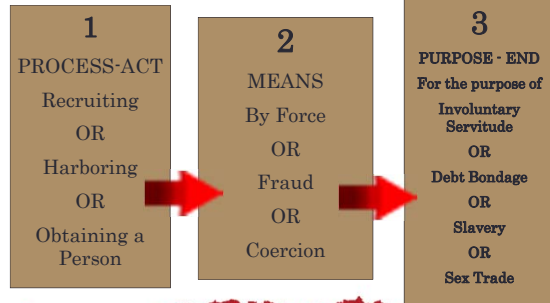 1
PROCESS-ACT
Recruiting
OR
Harboring
OR
Obtaining a
Person
2
MEANS
By Force
OR
Fraud
OR
Coercion
3
PURPOSE - END
For the purpose of
Involuntary
Servitude
OR
Debt Bondage
OR
Slavery
OR
Sex Trade